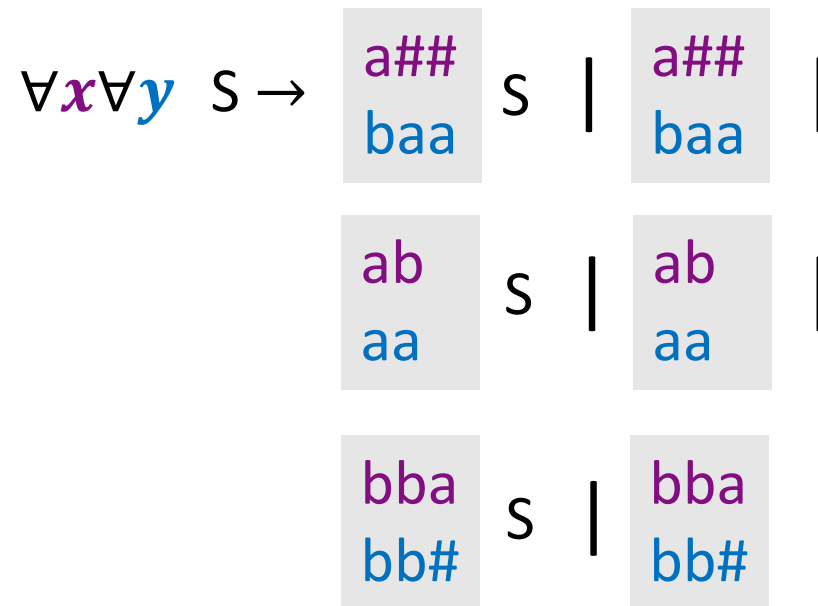 a## a##
∀x∀y S → S | |
baa baa
ab ab
S | |
aa aa
bba bba
S |
bb# bb#